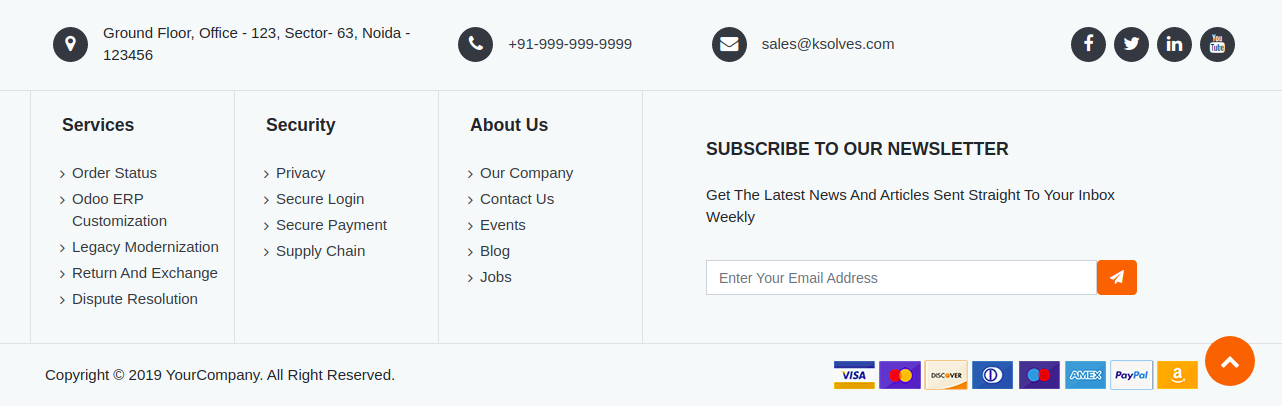 Ground Floor, Office - 123, Sector- 63, Noida -
123456
+91-999-999-9999
sales@ksolves.com
You
Tube
Services
Order Status
Odoo ERP
Customization
Legacy Modernization
Return And Exchange
Dispute Resolution
Security
Privacy
Secure Login
Secure Payment
Supply Chain
About Us
Our Company
Contact Us
Events
Blog
Jobs
SUBSCRIBE TO OUR NEWSLETTER
Get The Latest News And Articles Sent Straight To Your Inbox
Weekly
Enter Your Email Address
Copyright © 2019 YourCompany. All Right Reserved.
VISA
DISCOVER
AMEX
PayPal